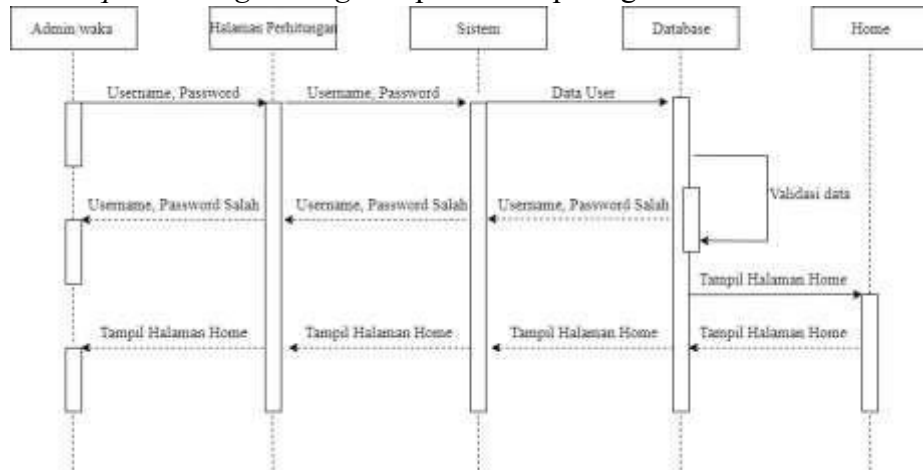 Admin waka
Halaman Perhitungan
Sistem
Database
Home
Username, Password
Username, Password
Data User
Validasi data
Username, Password Salah
Username, Password Salah
Username, Password Salah
Tampil Halaman Home
Tampil Halaman Home
Tampil Halaman Home
Tampil Halaman Home
Tampil Halaman Home